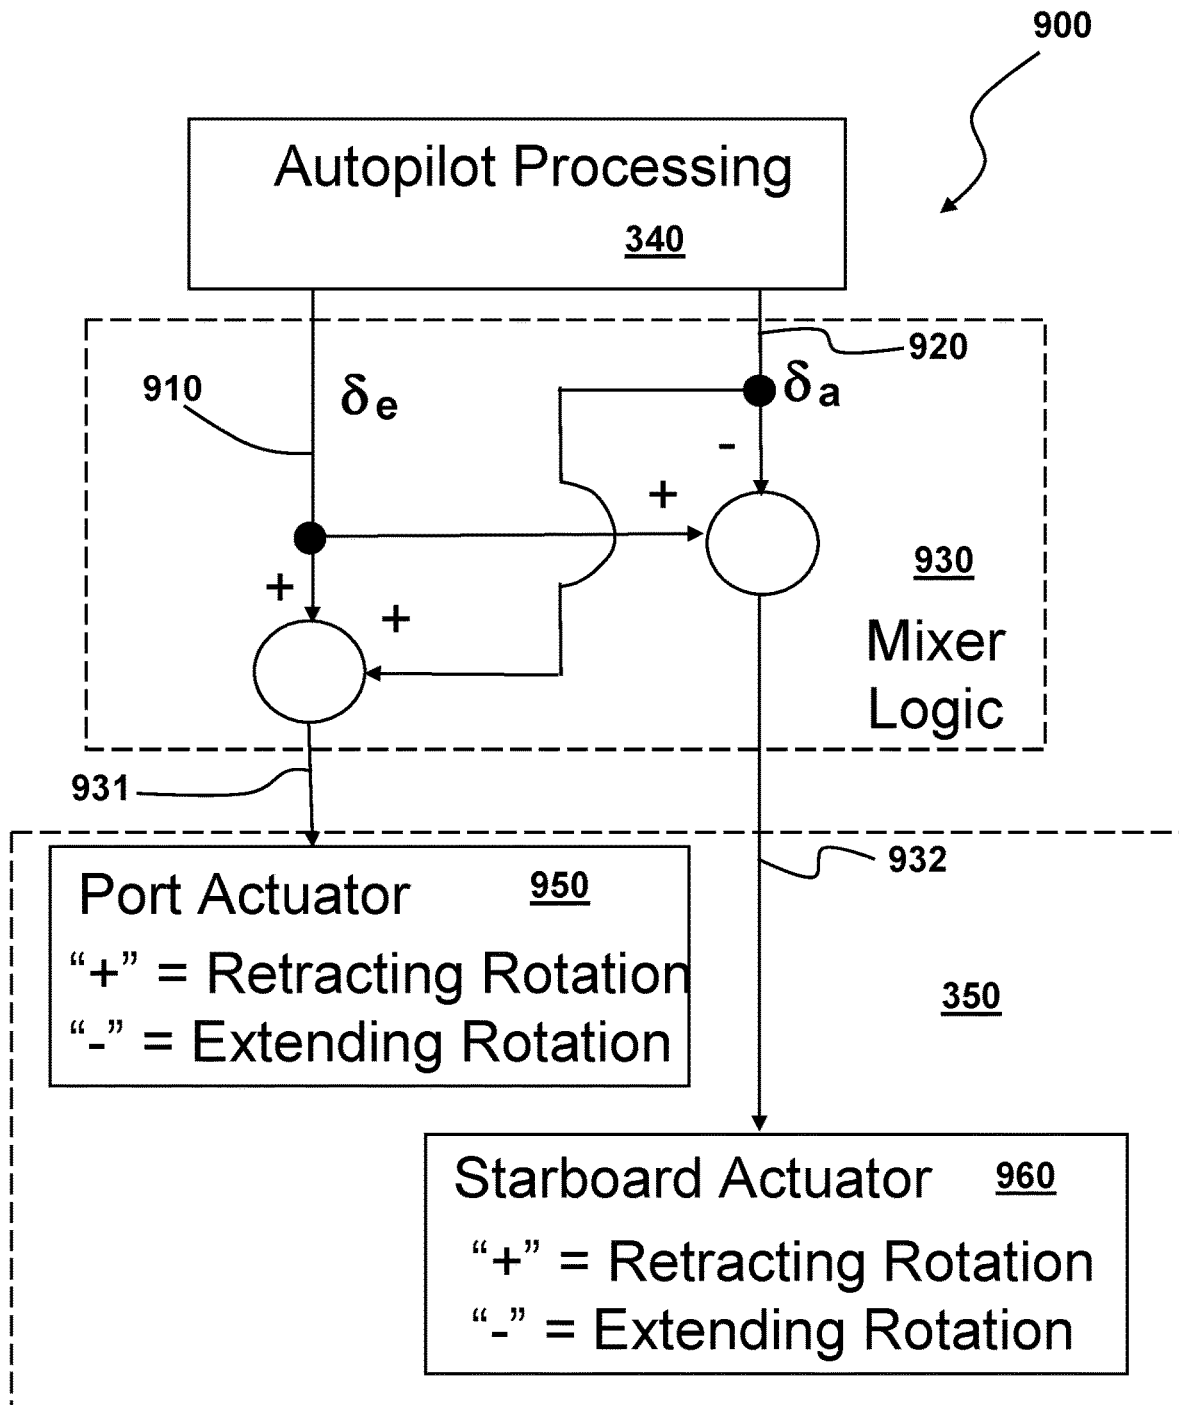 900
Autopilot Processing
340
920
910
δe
δa
-
+
+
+
930
Mixer
Logic
931
932
Port Actuator 950
“+” = Retracting Rotation
“-” = Extending Rotation
350
Starboard Actuator 960
“+” = Retracting Rotation
“-” = Extending Rotation